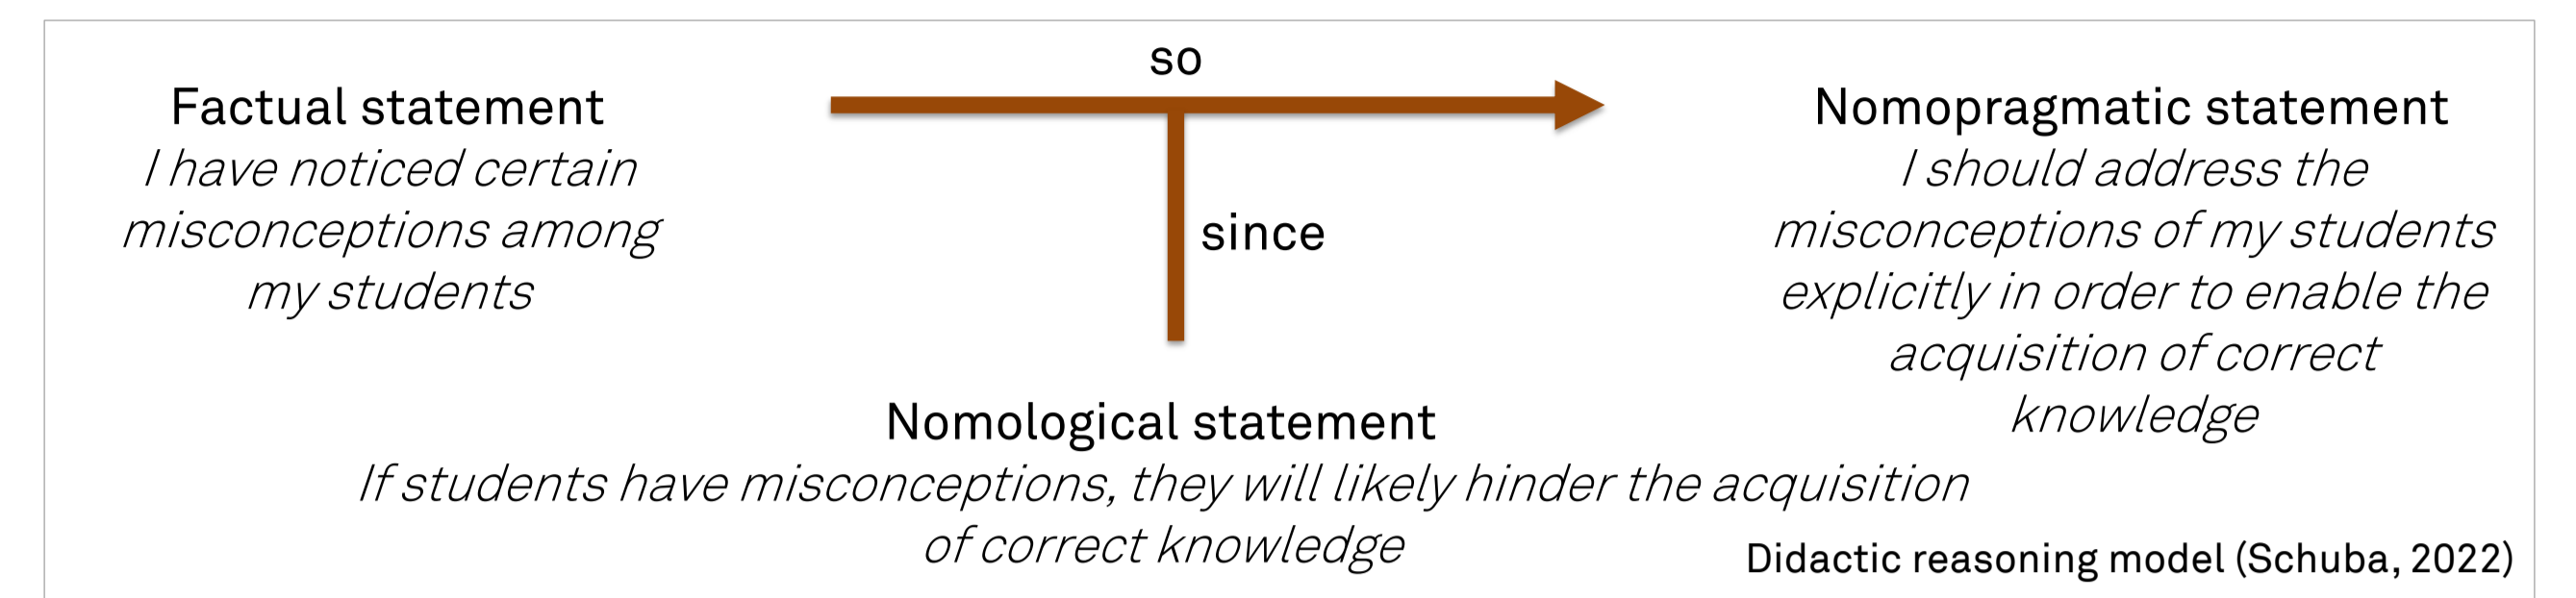 so
Factual statement
I have noticed certain
misconceptions among
my students
since
Nomopragmatic statement
I should address the
misconceptions of my students
explicitly in order to enable the
acquisition of correct
knowledge
Nomological statement
If students have misconceptions, they will likely hinder the acquisition
of correct knowledge
Didactic reasoning model (Schuba, 2022)